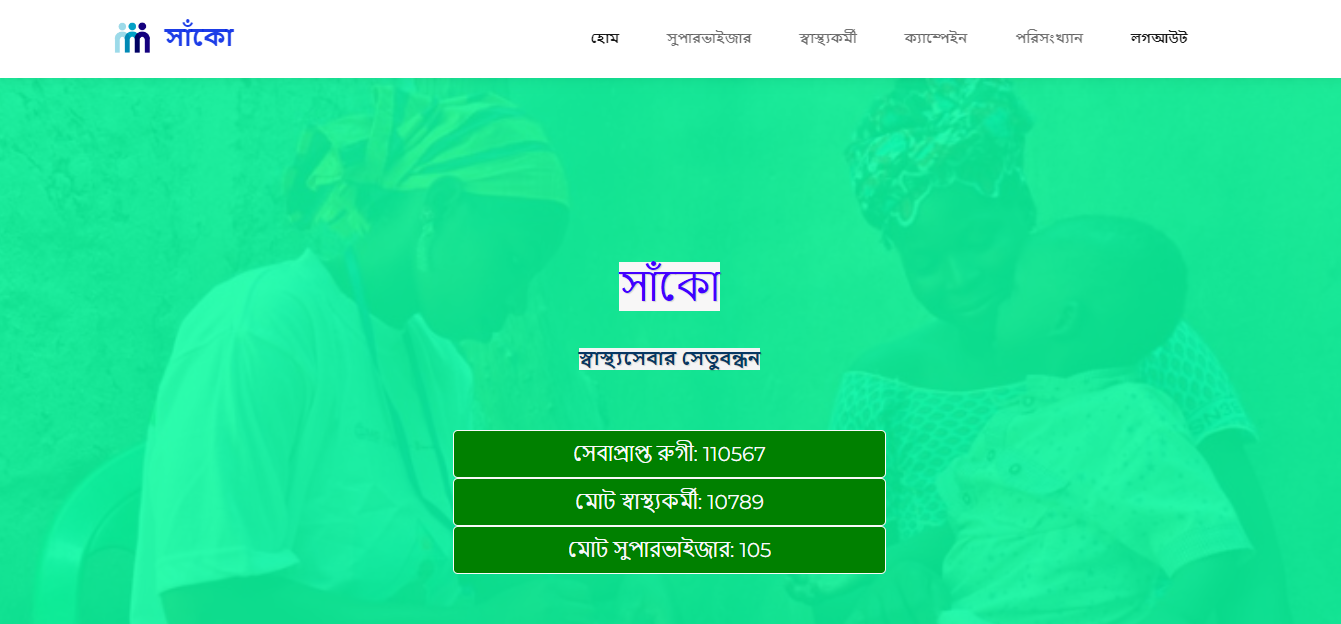 সাঁকো
হোম সুপারভাইজার স্বাস্থ্যকর্মী ক্যাম্পেইন পরিসংখ্যান লগআউট
সাঁকো
স্বাস্থ্যসেবার সেতুবন্ধন
সেবাপ্রাপ্ত রুগী: 110567
মোট স্বাস্থ্যকর্মী: 10789
মোট সুপারভাইজার: 105